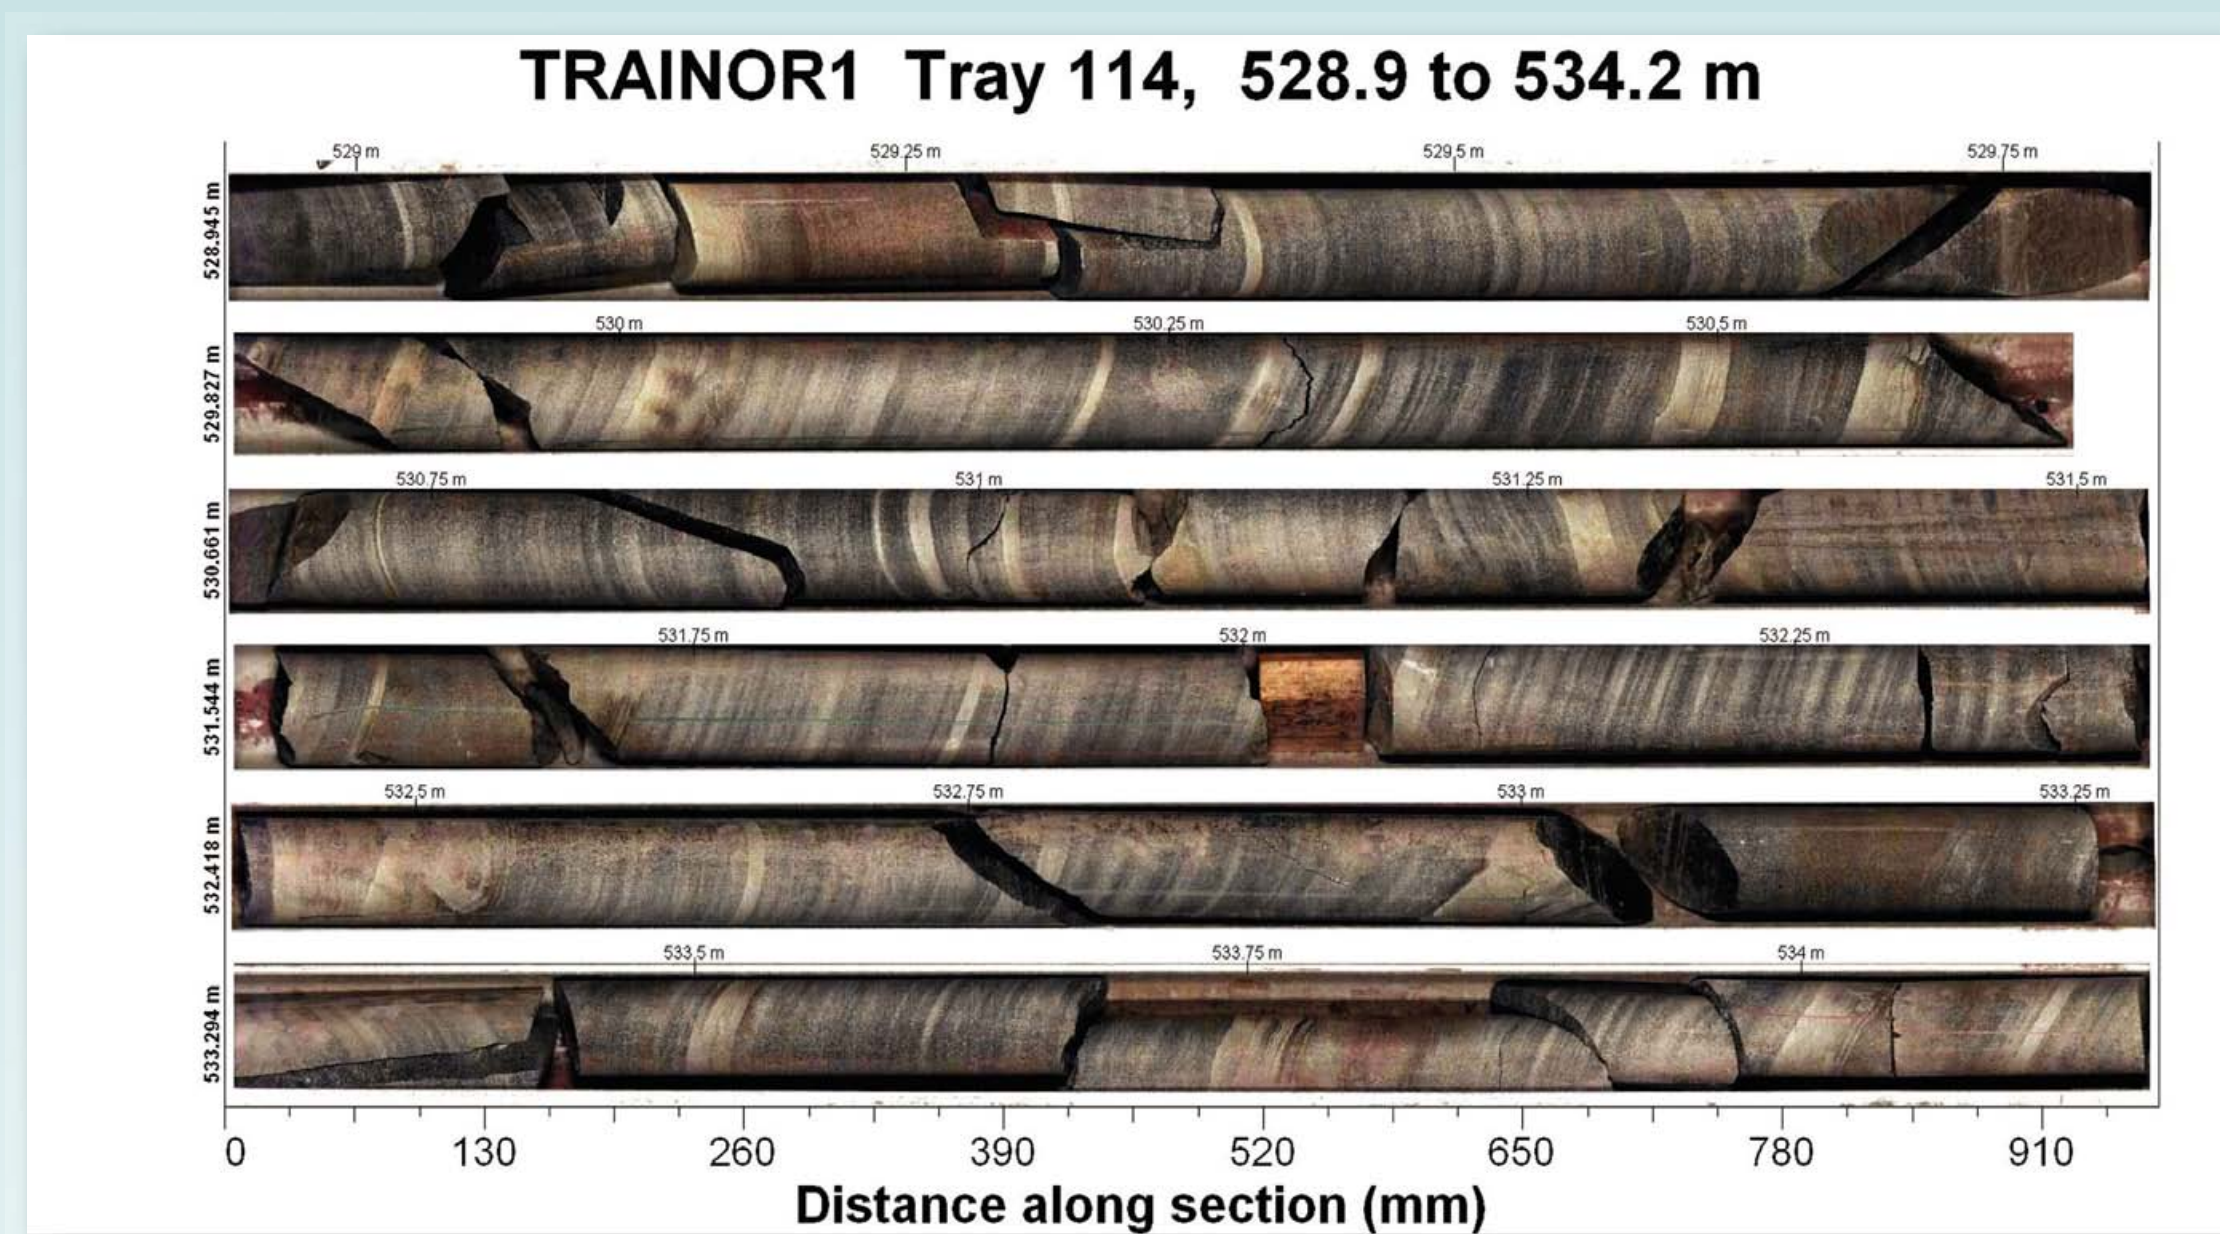 TRAINOR1 Tray 114, 528.9 to 534.2 m
529 m 529.25 m 529.5 m 529.75 m
528.945 m
530 m 530.25 m 530.5 m
529.827 m
530.75 m 531 m 531.25 m 531.5 m
530.661 m
531.75 m 532 m 532.25 m
531.544 m
532.5 m 532.75 m 533 m 533.25 m
532.418 m
533.5 m 533.75 m 534 m
533.294 m
0 130 260 390 520 650 780 910
Distance along section (mm)